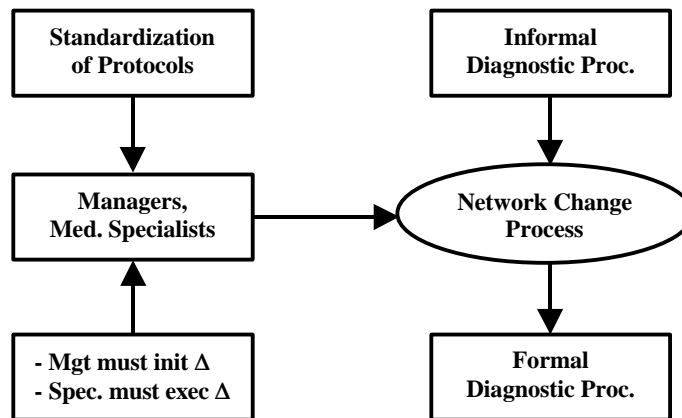 Standardization
of Protocols
Informal
Diagnostic Proc.
Managers,
Med. Specialists
Network Change
Process
- Mgt must init Δ
- Spec. must exec Δ
Formal
Diagnostic Proc.